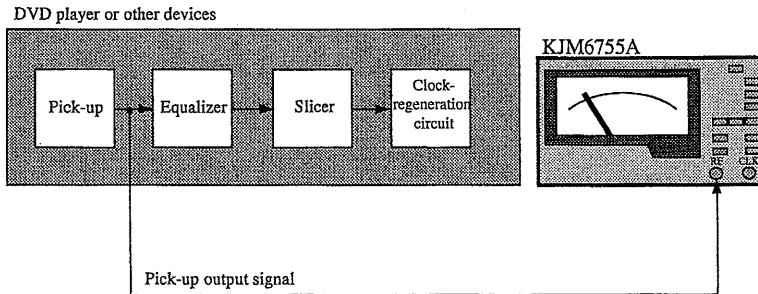 DVD player or other devices
KJM6755A
Pick-up
Equalizer
Slicer
Clock-
regeneration
circuit
RF CLK
Pick-up output signal